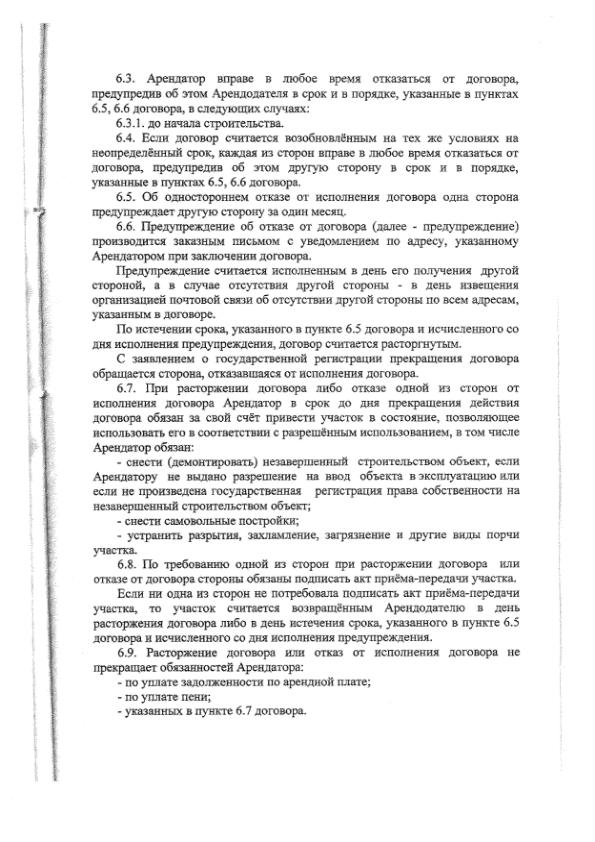 6.3. Арендатор вправе в любое время отказаться от договора,
предупредив об этом Арендодателя в срок и в порядке, указанные в пунктах
6.5, 6.6 договора, в следующих случаях:
6.3.1. до начала строительства.
6.4. Если договор считается возобновлённым на тех же условиях на
неопределённый срок, каждая из сторон вправе в любое время отказаться от
договора, предупредив об этом другую сторону в срок и в порядке,
указанные в пунктах 6.5, 6.6 договора.
6.5. Об одностороннем отказе от исполнения договора одна сторона
предупреждает другую сторону за один месяц.
6.6. Предупреждение об отказе от договора (далее - предупреждение)
производится заказным письмом с уведомлением по адресу, указанному
Арендатором при заключении договора.
Предупреждение считается исполненным в день его получения другой
стороной, а в случае отсутствия другой стороны - в день извещения
организацией почтовой связи об отсутствии другой стороны по всем адресам,
указанным в договоре.
По истечении срока, указанного в пункте 6.5 договора и исчисленного со
дня исполнения предупреждения, договор считается расторгнутым.
С заявлением о государственной регистрации прекращения договора
обращается сторона, отказавшаяся от исполнения договора.
6.7. При расторжении договора либо отказе одной из сторон от
исполнения договора Арендатор в срок до дня прекращения действия
договора обязан за свой счёт привести участок в состояние, позволяющее
использовать его в соответствии с разрешённым использованием, в том числе
Арендатор обязан:
- снести (демонтировать) незавершенный строительством объект, если
Арендатору не выдано разрешение на ввод объекта в эксплуатацию или
если не произведена государственная регистрация права собственности на
незавершенный строительством объект;
- снести самовольные постройки;
- устранить разрытия, захламление, загрязнение и другие виды порчи
участка.
6.8. По требованию одной из сторон при расторжении договора или
отказе от договора стороны обязаны подписать акт приёма-передачи участка.
Если ни одна из сторон не потребовала подписать акт приёма-передачи
участка, то участок считается возвращённым Арендодателю в день
расторжения договора либо в день истечения срока, указанного в пункте 6.5
договора и исчисленного со дня исполнения предупреждения.
6.9. Расторжение договора или отказ от исполнения договора не
прекращает обязанностей Арендатора:
- по уплате задолженности по арендной плате;
- по уплате пени;
- указанных в пункте 6.7 договора.